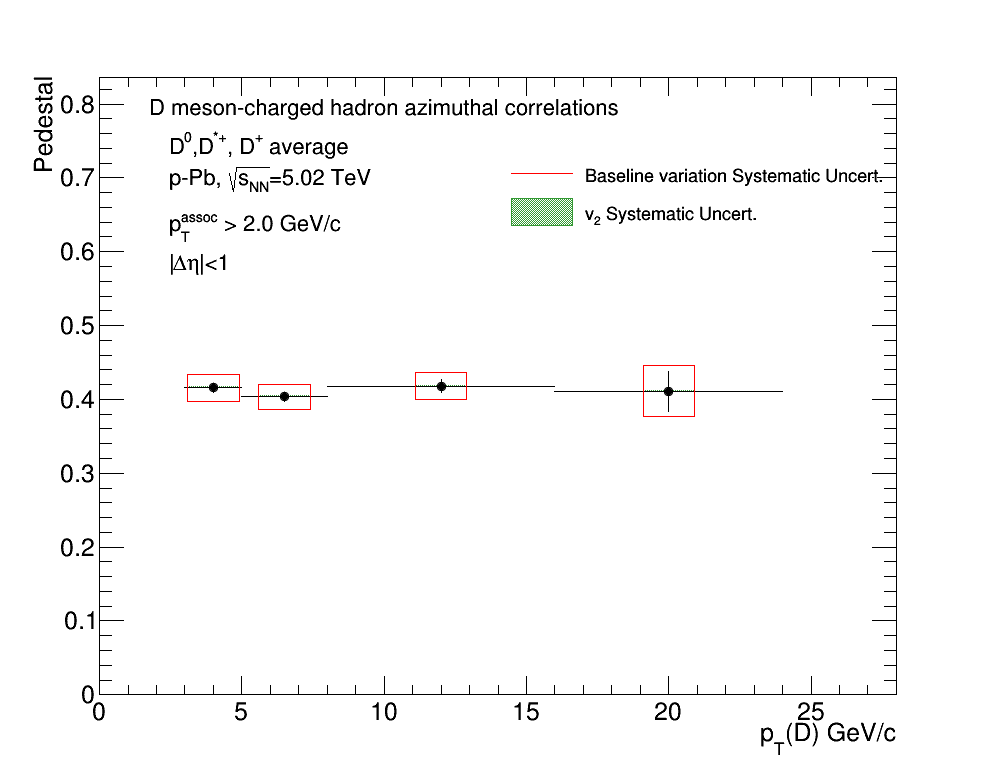 Pedestal
D meson-charged hadron azimuthal correlations
D⁰,D*⁺, D⁺ average
p-Pb, √s_NN=5.02 TeV
p_T^assoc > 2.0 GeV/c
|Δη|<1
Baseline variation Systematic Uncert.
v₂ Systematic Uncert.
0.8
0.7
0.6
0.5
0.4
0.3
0.2
0.1
0
0 5 10 15 20 25
p_T(D) GeV/c